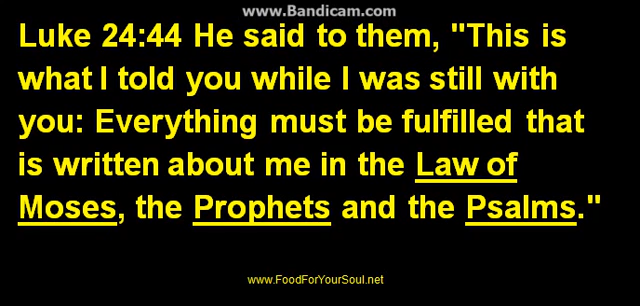 www.Bandicam.com
Luke 24:44 He said to them, "This is
what I told you while I was still with
you: Everything must be fulfilled that
is written about me in the Law of
Moses, the Prophets and the Psalms."
www.FoodForYourSoul.net